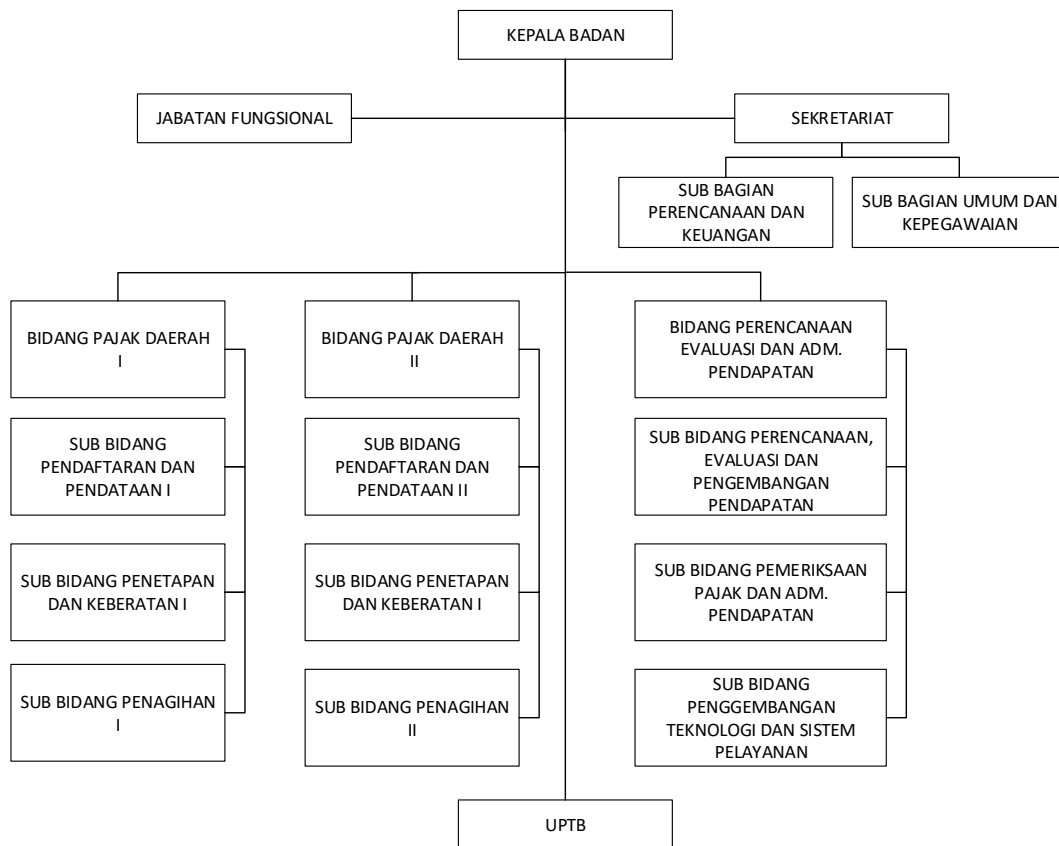 KEPALA BADAN
JABATAN FUNGSIONAL
SEKRETARIAT
SUB BAGIAN
PERENCANAAN DAN
KEUANGAN
SUB BAGIAN UMUM DAN
KEPEGAWAIAN
BIDANG PAJAK DAERAH
I
BIDANG PAJAK DAERAH
II
BIDANG PERENCANAAN
EVALUASI DAN ADM.
PENDAPATAN
SUB BIDANG
PENDAFTARAN DAN
PENDATAAN I
SUB BIDANG
PENDAFTARAN DAN
PENDATAAN II
SUB BIDANG PERENCANAAN,
EVALUASI DAN
PENGEMBANGAN
PENDAPATAN
SUB BIDANG PENETAPAN
DAN KEBERATAN I
SUB BIDANG PENETAPAN
DAN KEBERATAN I
SUB BIDANG PEMERIKSAAN
PAJAK DAN ADM.
PENDAPATAN
SUB BIDANG PENAGIHAN
I
SUB BIDANG PENAGIHAN
II
SUB BIDANG
PENGGEMBANGAN
TEKNOLOGI DAN SISTEM
PELAYANAN
UPTB